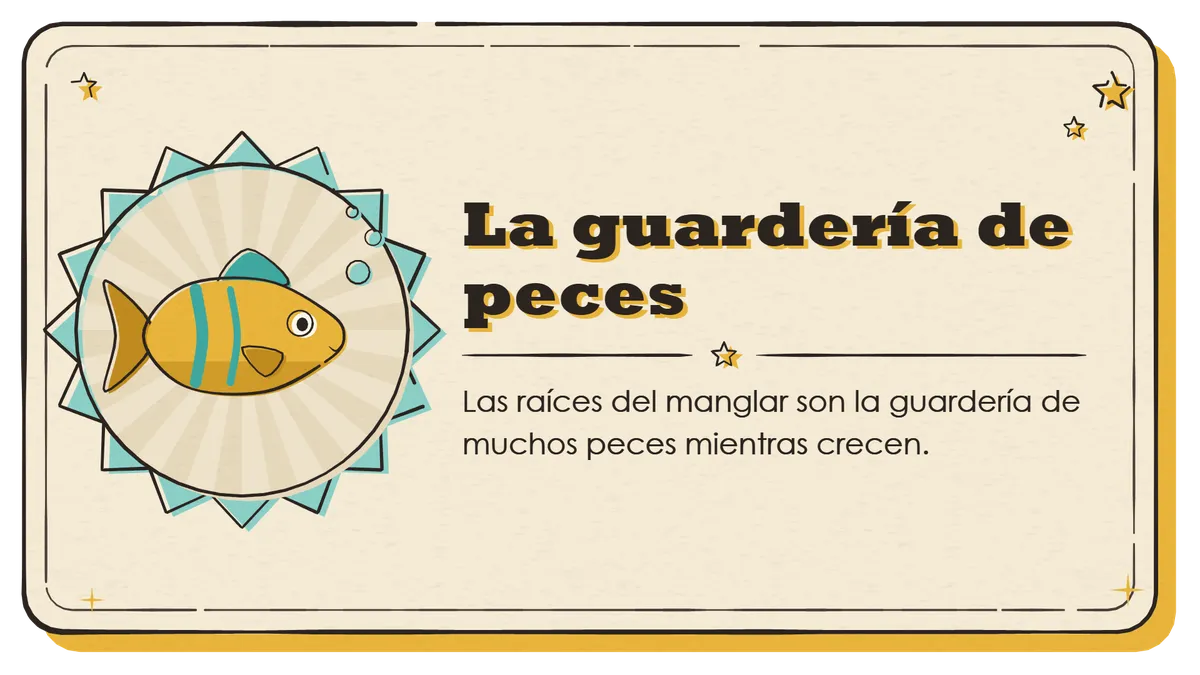 La guardería de
peces
Las raíces del manglar son la guardería de
muchos peces mientras crecen.